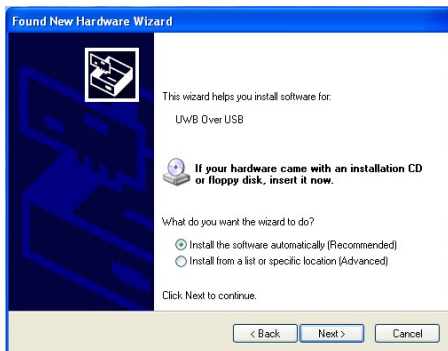 Found New Hardware Wizard
This wizard helps you install software for:
UWB Over USB
If your hardware came with an installation CD
or floppy disk, insert it now.
What do you want the wizard to do?
Install the software automatically (Recommended)
Install from a list or specific location (Advanced)
Click Next to continue.
< Back Next > Cancel